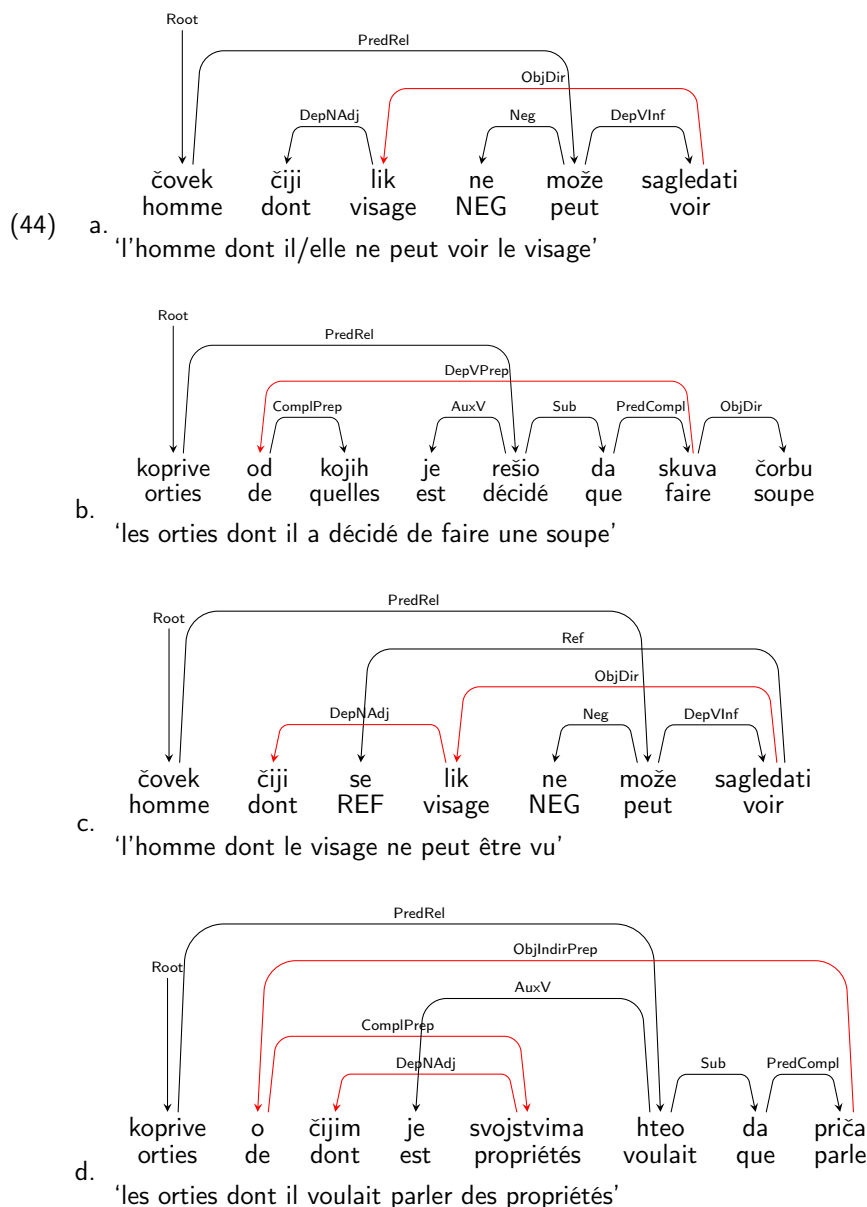 Root
PredRel
ObjDir
DepNAdj Neg DepVInf
čovek čiji lik ne može sagledati
homme dont visage NEG peut voir
(44) a.
‘l’homme dont il/elle ne peut voir le visage’
Root
PredRel
DepVPrep
ComplPrep AuxV Sub PredCompl ObjDir
koprive od kojih je rešio da skuva čorbu
orties de quelles est décidé que faire soupe
b.
‘les orties dont il a décidé de faire une soupe’
PredRel
Root
Ref
ObjDir
DepNAdj Neg DepVInf
čovek čiji se lik ne može sagledati
homme dont REF visage NEG peut voir
c.
‘l’homme dont le visage ne peut être vu’
PredRel
ObjIndirPrep
Root
AuxV
ComplPrep
DepNAdj Sub PredCompl
koprive o čijim je svojstvima hteo da priča
orties de dont est propriétés voulait que parle
d.
‘les orties dont il voulait parler des propriétés’